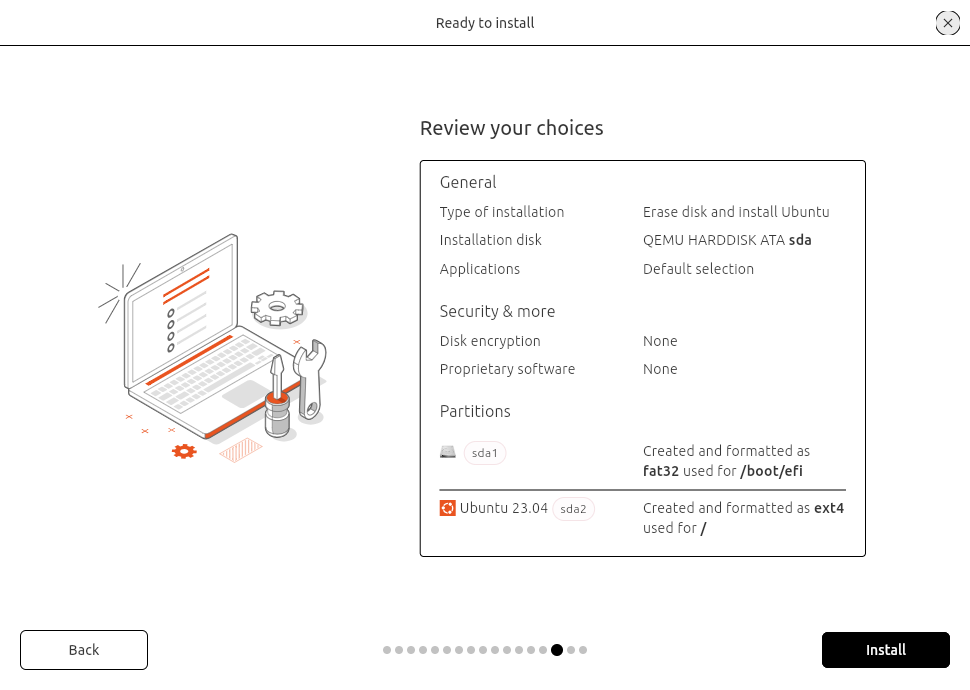 Ready to install
Review your choices
General
Type of installation Erase disk and install Ubuntu
Installation disk QEMU HARDDISK ATA sda
Applications Default selection
Security & more
Disk encryption None
Proprietary software None
Partitions
sda1 Created and formatted as
fat32 used for /boot/efi
Ubuntu 23.04 sda2 Created and formatted as ext4
used for /
Back Install